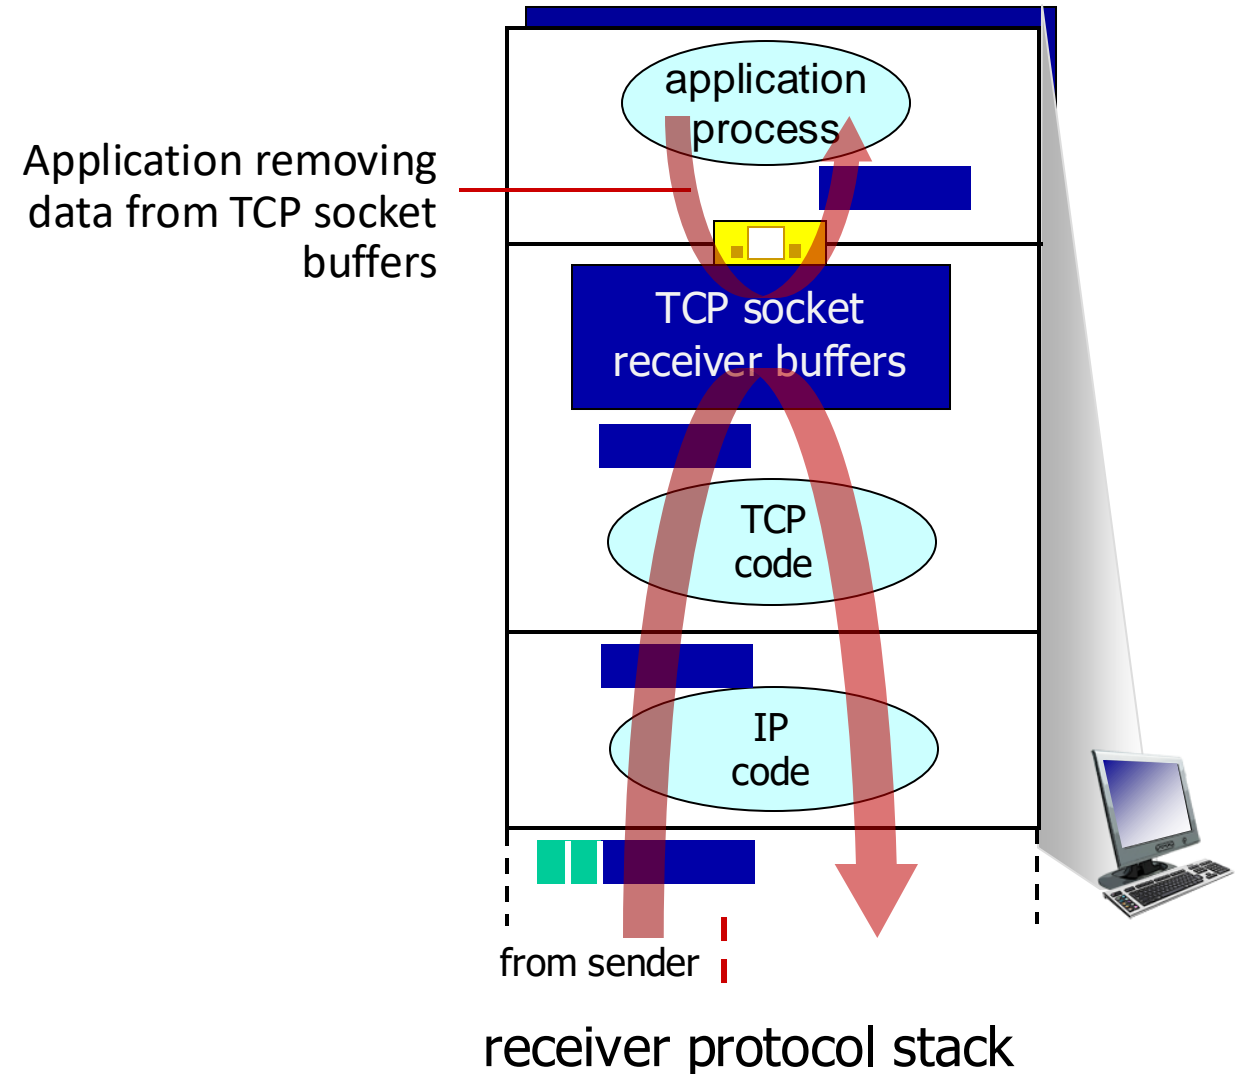 application
process
Application removing
data from TCP socket
buffers
TCP socket
receiver buffers
TCP
code
IP
code
from sender
receiver protocol stack